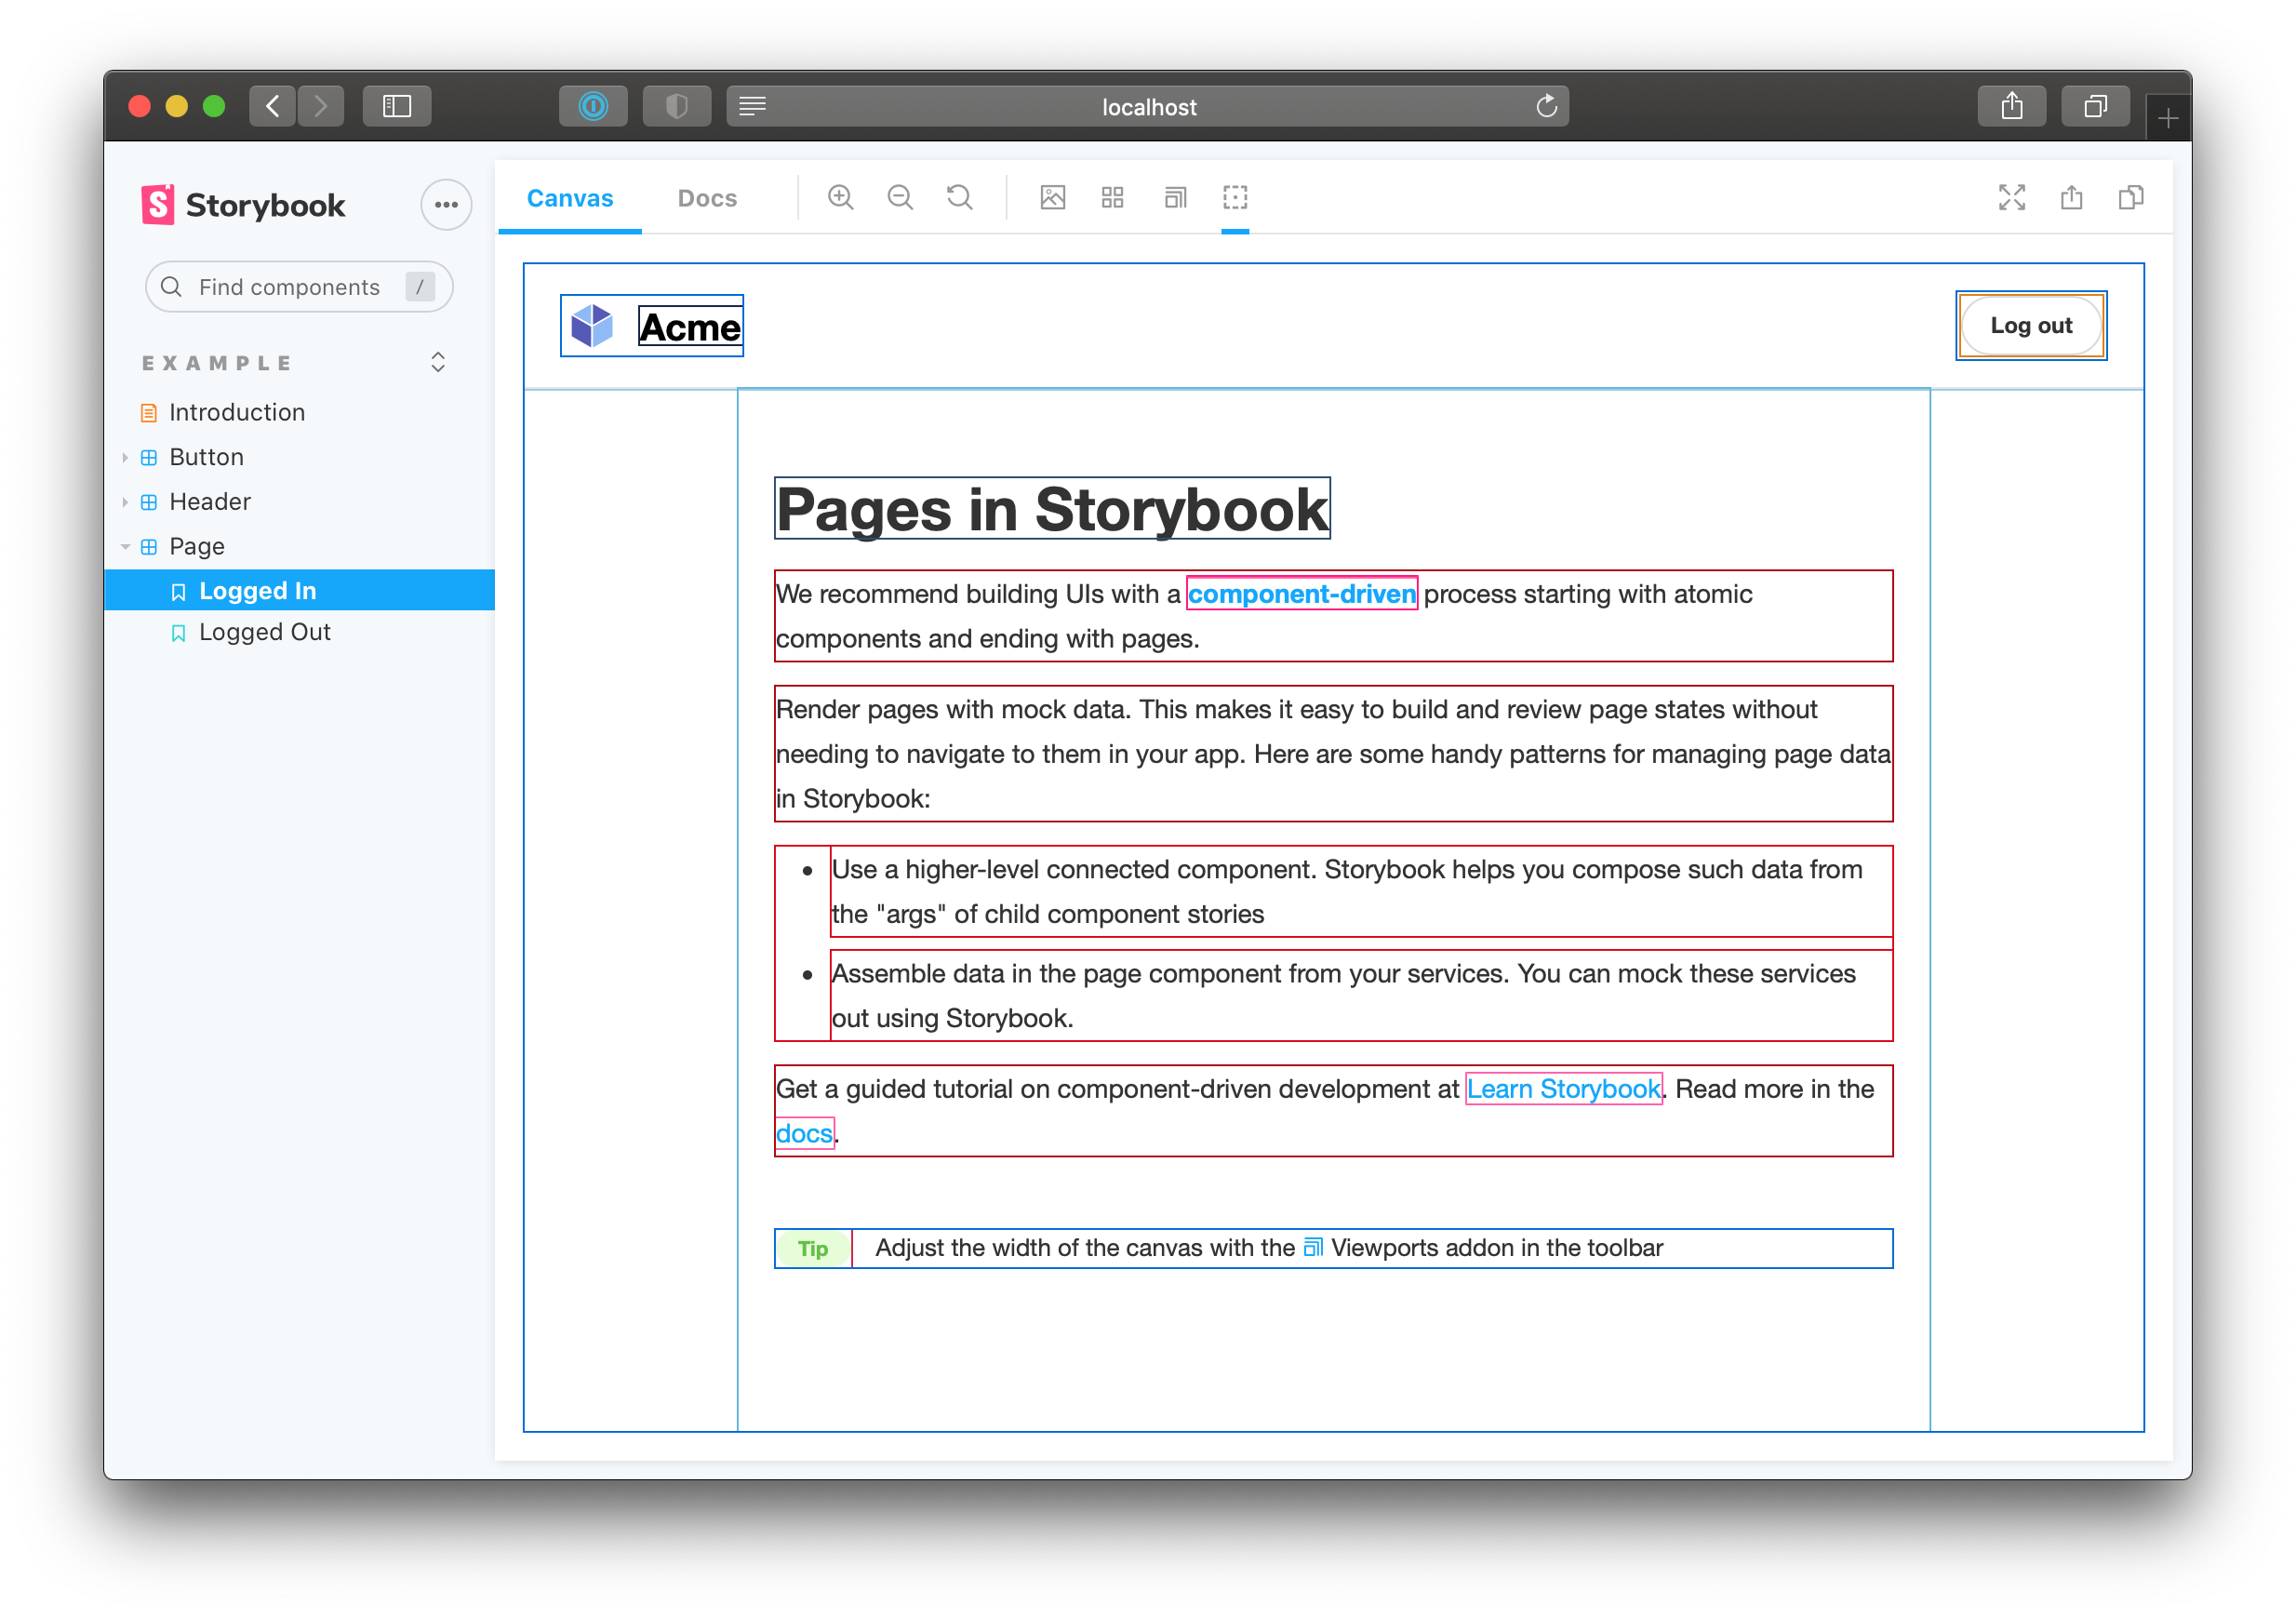 localhost
Storybook
Find components /
EXAMPLE
Introduction
Button
Header
Page
Logged In
Logged Out
Canvas Docs
Acme
Log out
Pages in Storybook
We recommend building UIs with a component-driven process starting with atomic
components and ending with pages.
Render pages with mock data. This makes it easy to build and review page states without
needing to navigate to them in your app. Here are some handy patterns for managing page data
in Storybook:
• Use a higher-level connected component. Storybook helps you compose such data from
the "args" of child component stories
• Assemble data in the page component from your services. You can mock these services
out using Storybook.
Get a guided tutorial on component-driven development at Learn Storybook. Read more in the
docs.
Tip Adjust the width of the canvas with the Viewports addon in the toolbar